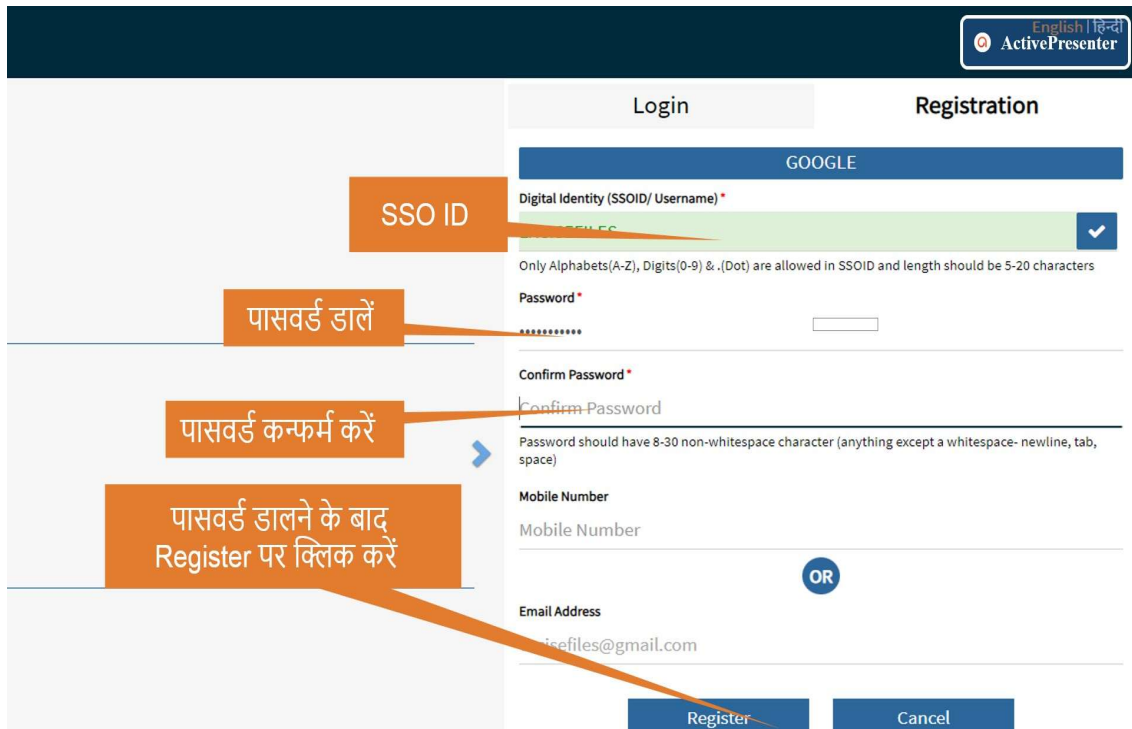 English | हिन्दी
ActivePresenter
Login
Registration
GOOGLE
Digital Identity (SSOID/ Username) *
SSO ID
Only Alphabets(A-Z), Digits(0-9) & .(Dot) are allowed in SSOID and length should be 5-20 characters
Password *
पासवर्ड डालें
Confirm Password *
Confirm Password
पासवर्ड कन्फर्म करें
Password should have 8-30 non-whitespace character (anything except a whitespace- newline, tab,
space)
Mobile Number
Mobile Number
पासवर्ड डालने के बाद
Register पर क्लिक करें
OR
Email Address
Register
Cancel